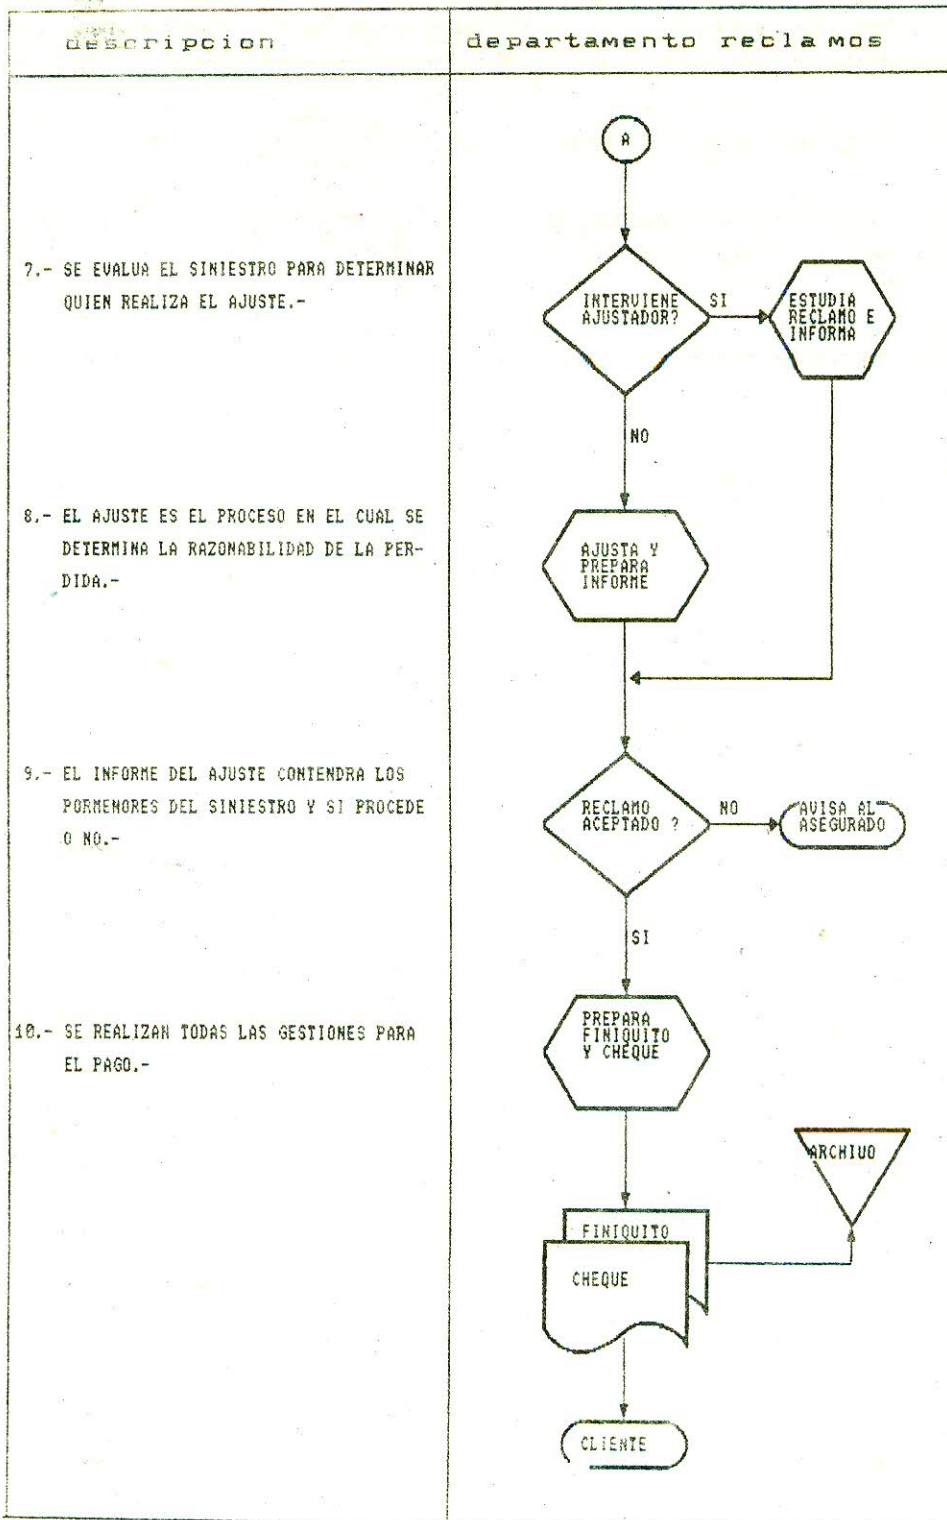 descripcion
departamento reclamos
A
7.- SE EVALUA EL SINIESTRO PARA DETERMINAR
QUIEN REALIZA EL AJUSTE.-
INTERVIENE
AJUSTADOR?
SI
ESTUDIA
RECLAMO E
INFORMA
NO
8.- EL AJUSTE ES EL PROCESO EN EL CUAL SE
DETERMINA LA RAZONABILIDAD DE LA PER-
DIDA.-
AJUSTA Y
PREPARA
INFORME
9.- EL INFORME DEL AJUSTE CONTENDRA LOS
PORMENORES DEL SINIESTRO Y SI PROCEDE
O NO.-
RECLAMO
ACEPTADO ?
NO
AVISA AL
ASEGURADO
SI
10.- SE REALIZAN TODAS LAS GESTIONES PARA
EL PAGO.-
PREPARA
FINIQUITO
Y CHEQUE
ARCHIVO
FINIQUITO
CHEQUE
CLIENTE